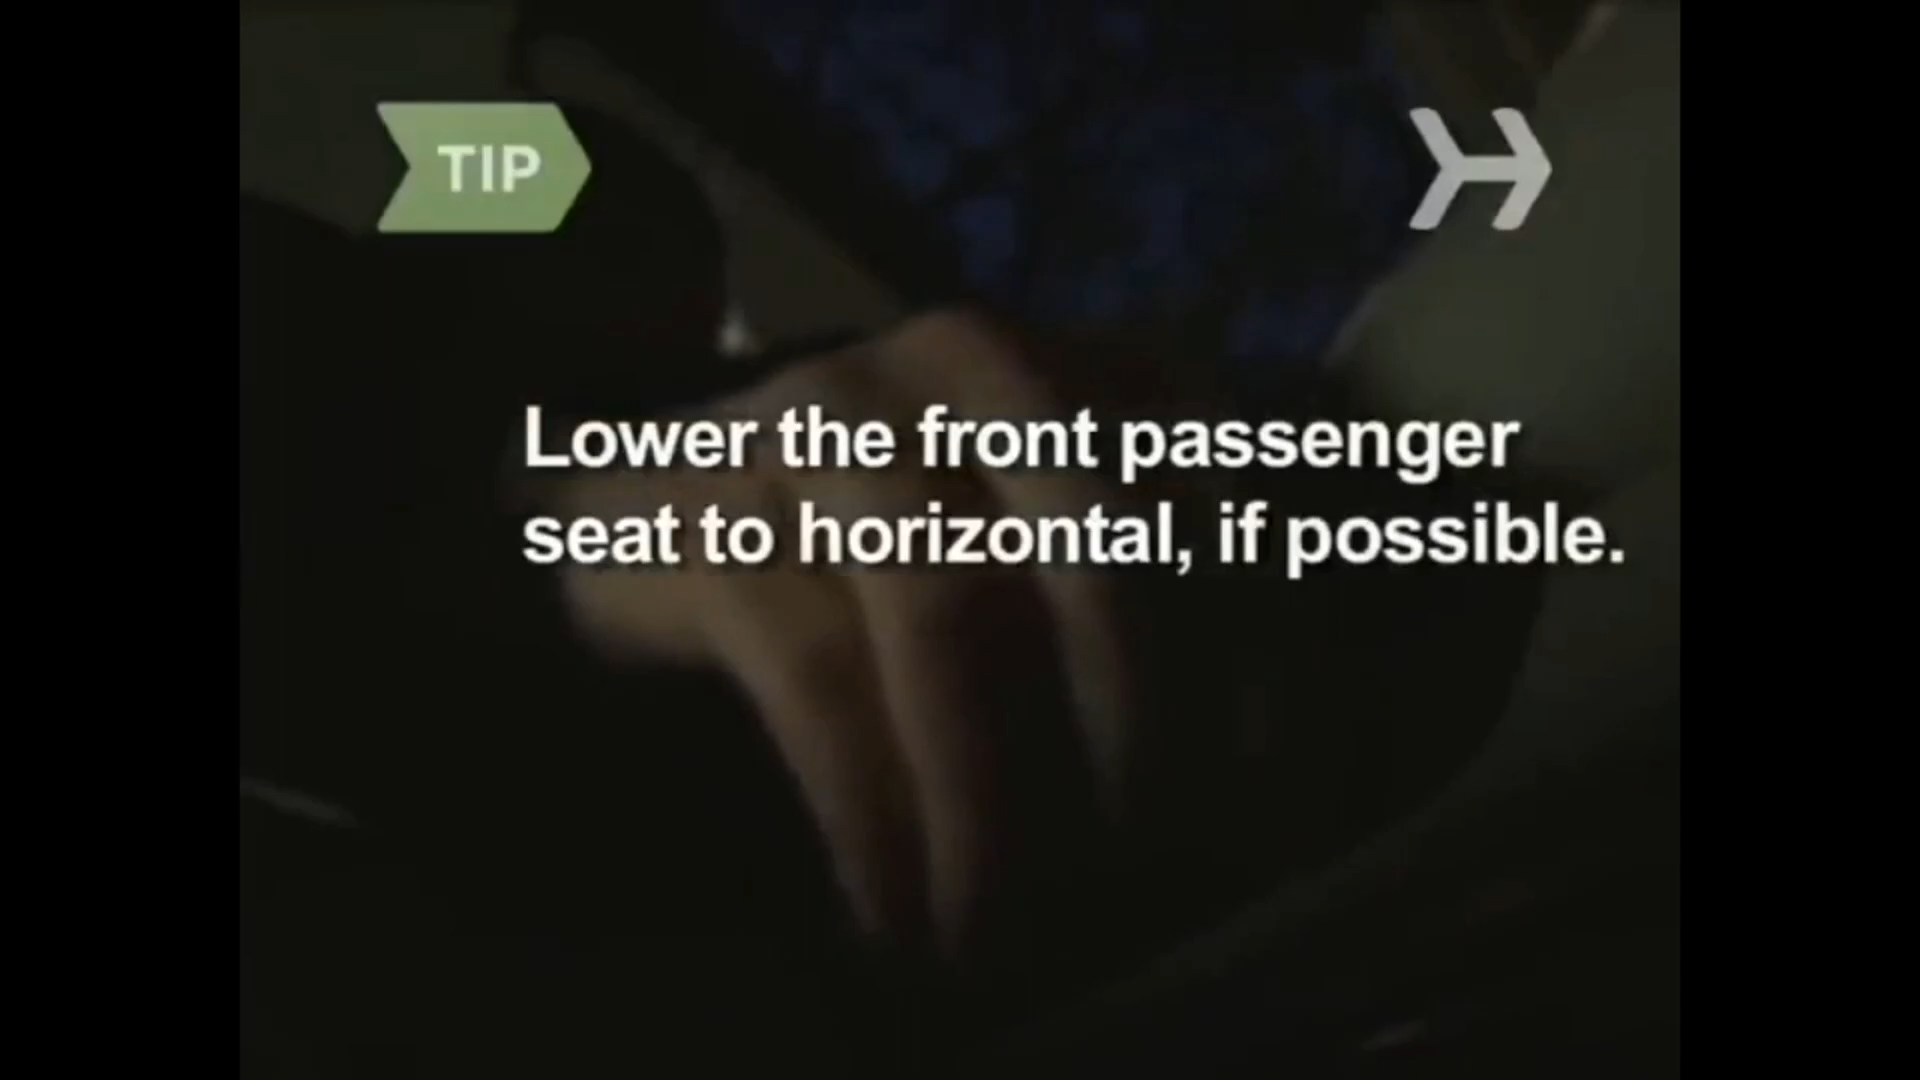 TIP
Lower the front passenger
seat to horizontal, if possible.